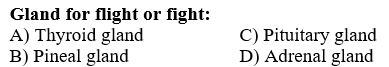 Gland for flight or fight:
A) Thyroid gland C) Pituitary gland
B) Pineal gland D) Adrenal gland